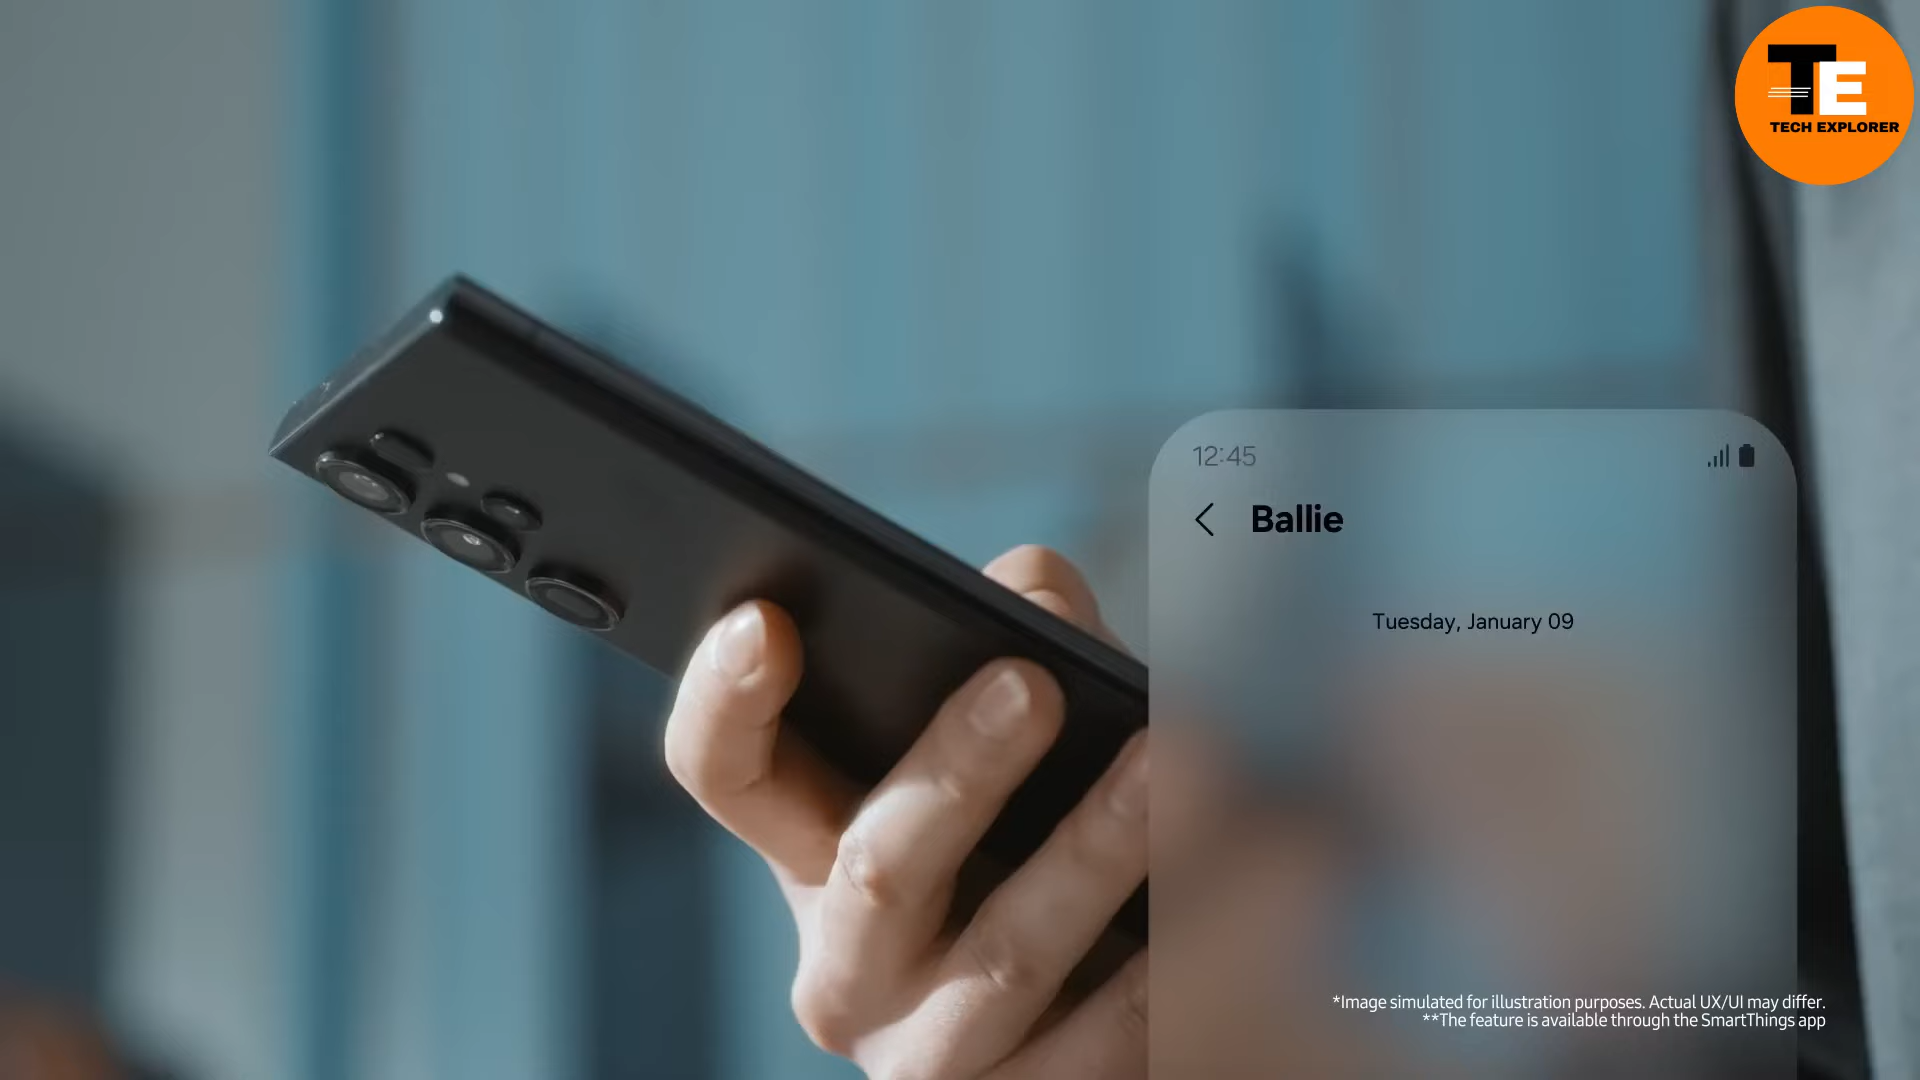 TE
TECH EXPLORER
12:45
Ballie
Tuesday, January 09
*Image simulated for illustration purposes. Actual UX/UI may differ.
**The feature is available through the SmartThings app